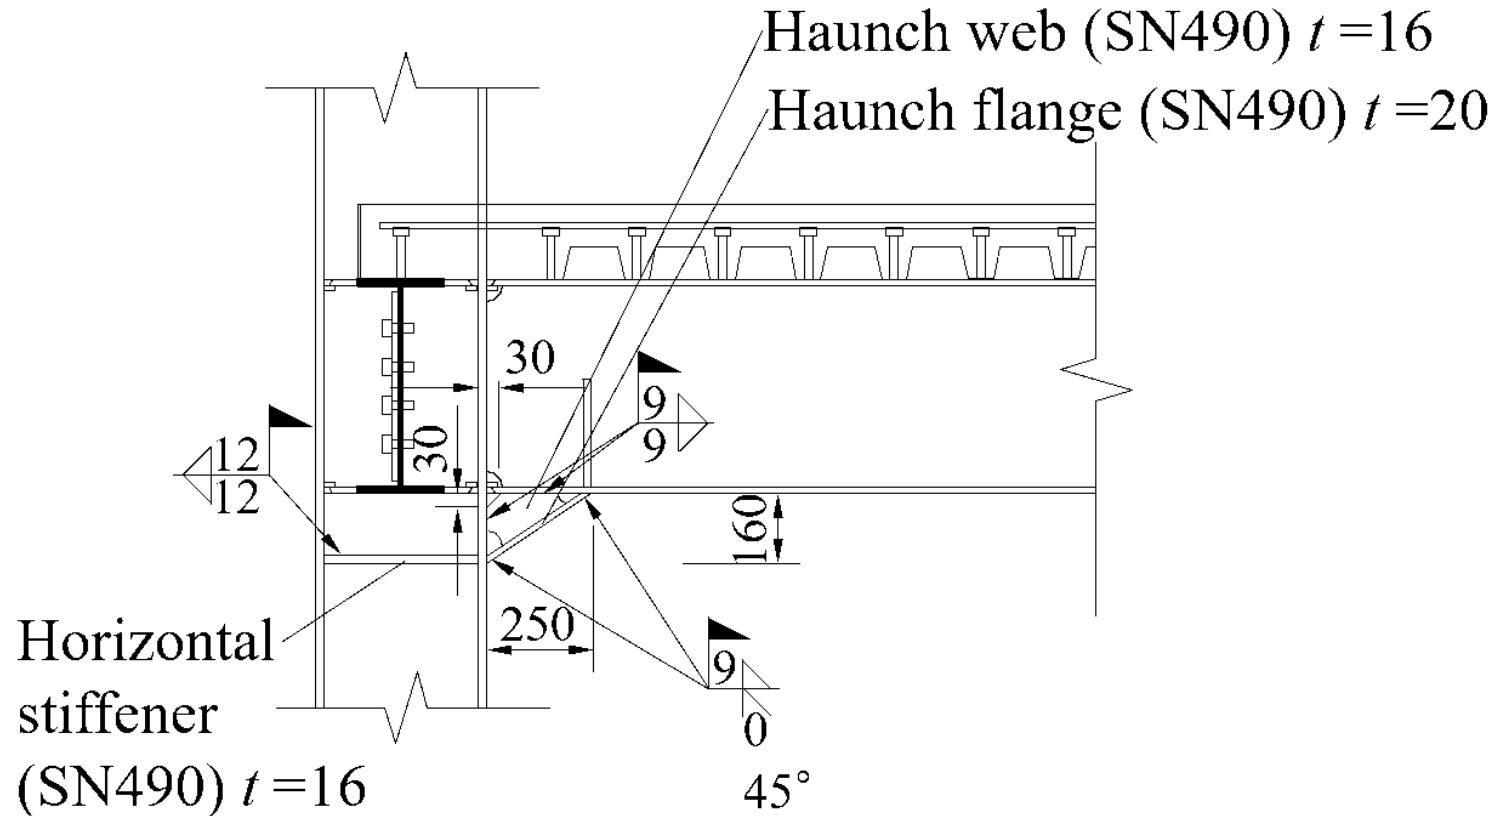 Haunch web (SN490) t =16
Haunch flange (SN490) t =20
30
9
9
30
12
12
160
250
Horizontal
stiffener
(SN490) t =16
9
0
45°